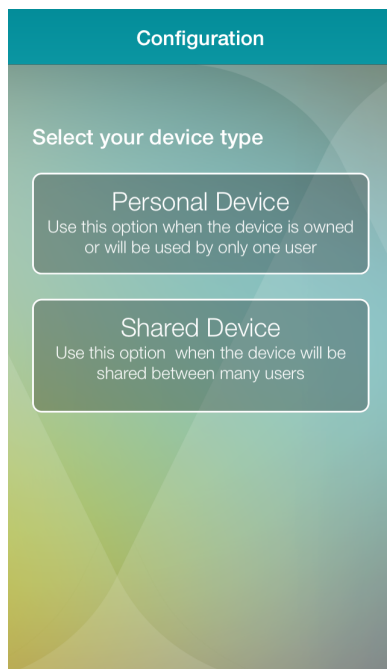 Configuration
Select your device type
Personal Device
Use this option when the device is owned
or will be used by only one user
Shared Device
Use this option  when the device will be
shared between many users